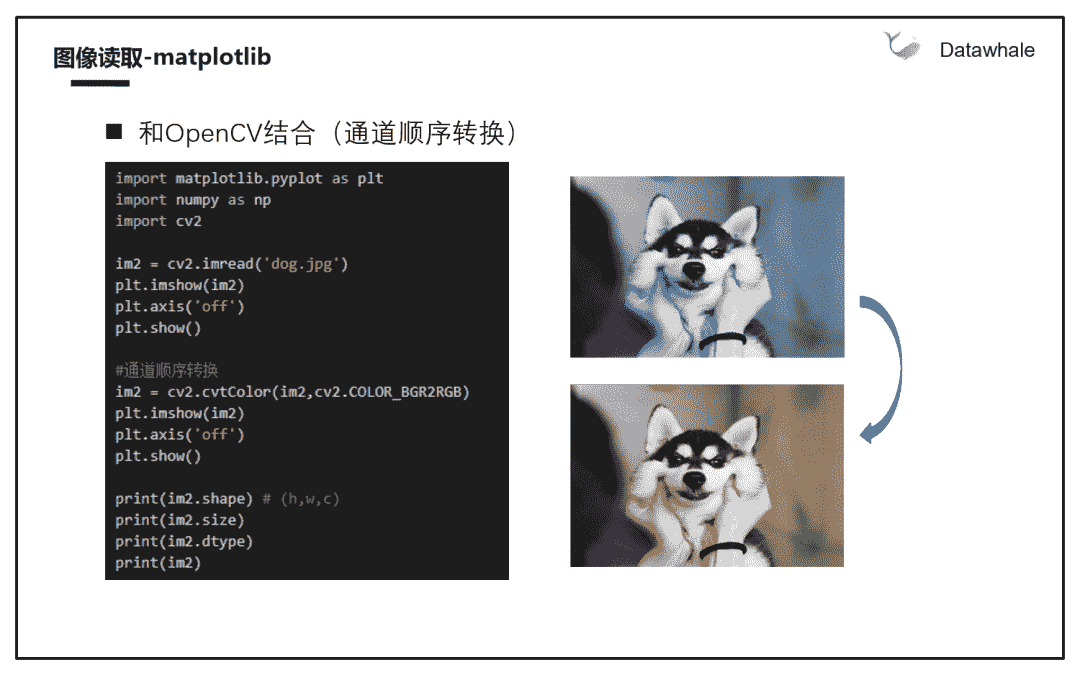 图像读取-matplotlib
Datawhale
■ 和OpenCV结合（通道顺序转换）
import matplotlib.pyplot as plt
import numpy as np
import cv2
im2 = cv2.imread('dog.jpg')
plt.imshow(im2)
plt.axis('off')
plt.show()
#通道顺序转换
im2 = cv2.cvtColor(im2,cv2.COLOR_BGR2RGB)
plt.imshow(im2)
plt.axis('off')
plt.show()
print(im2.shape) # (h,w,c)
print(im2.size)
print(im2.dtype)
print(im2)